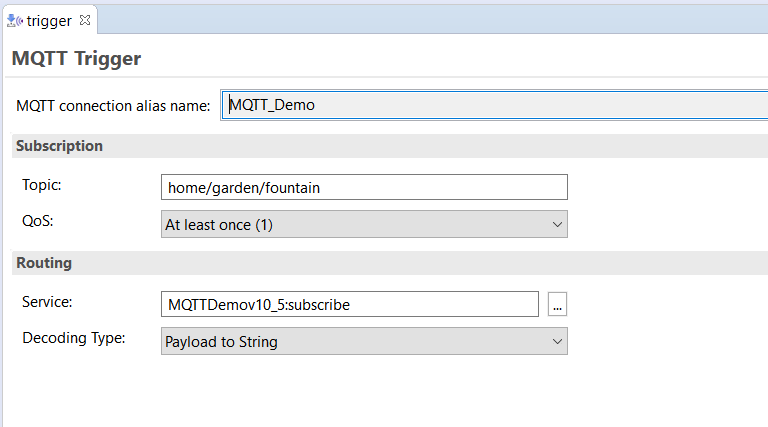 trigger
MQTT Trigger
MQTT connection alias name: MQTT_Demo
Subscription
Topic: home/garden/fountain
QoS: At least once (1)
Routing
Service: MQTTDemov10_5:subscribe ...
Decoding Type: Payload to String